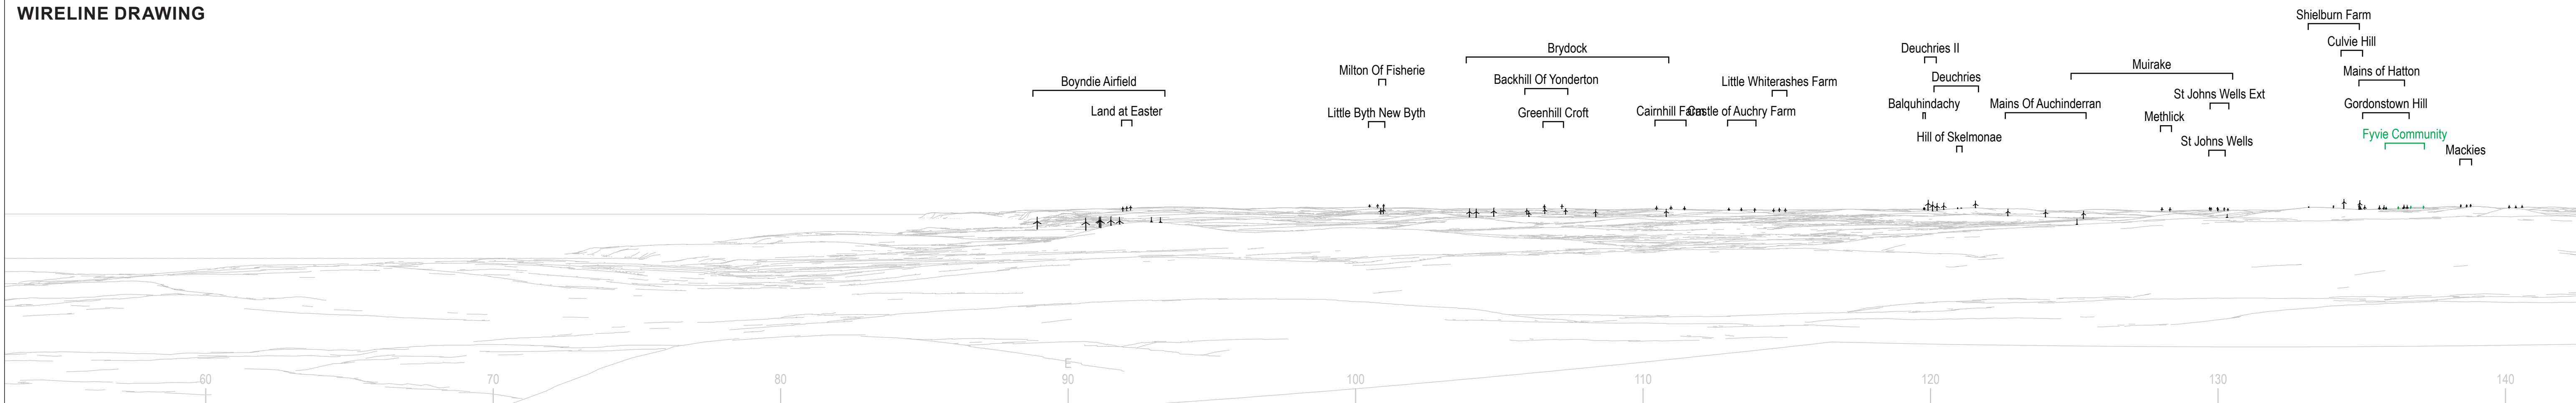 WIRELINE DRAWING
Shielburn Farm
Culvie Hill
Brydock
Deuchries II
Muirake
Milton Of Fisherie
Mains of Hatton
Boyndie Airfield
Backhill Of Yonderton
Little Whiterashes Farm
Deuchries
St Johns Wells Ext
Balquhindachy
Mains Of Auchinderran
Gordonstown Hill
Land at Easter
Little Byth New Byth
Greenhill Croft
Cairnhill Farm
Castle of Auchry Farm
Methlick
Hill of Skelmonae
St Johns Wells
Fyvie Community
Mackies
E
60 70 80 90 100 110 120 130 140